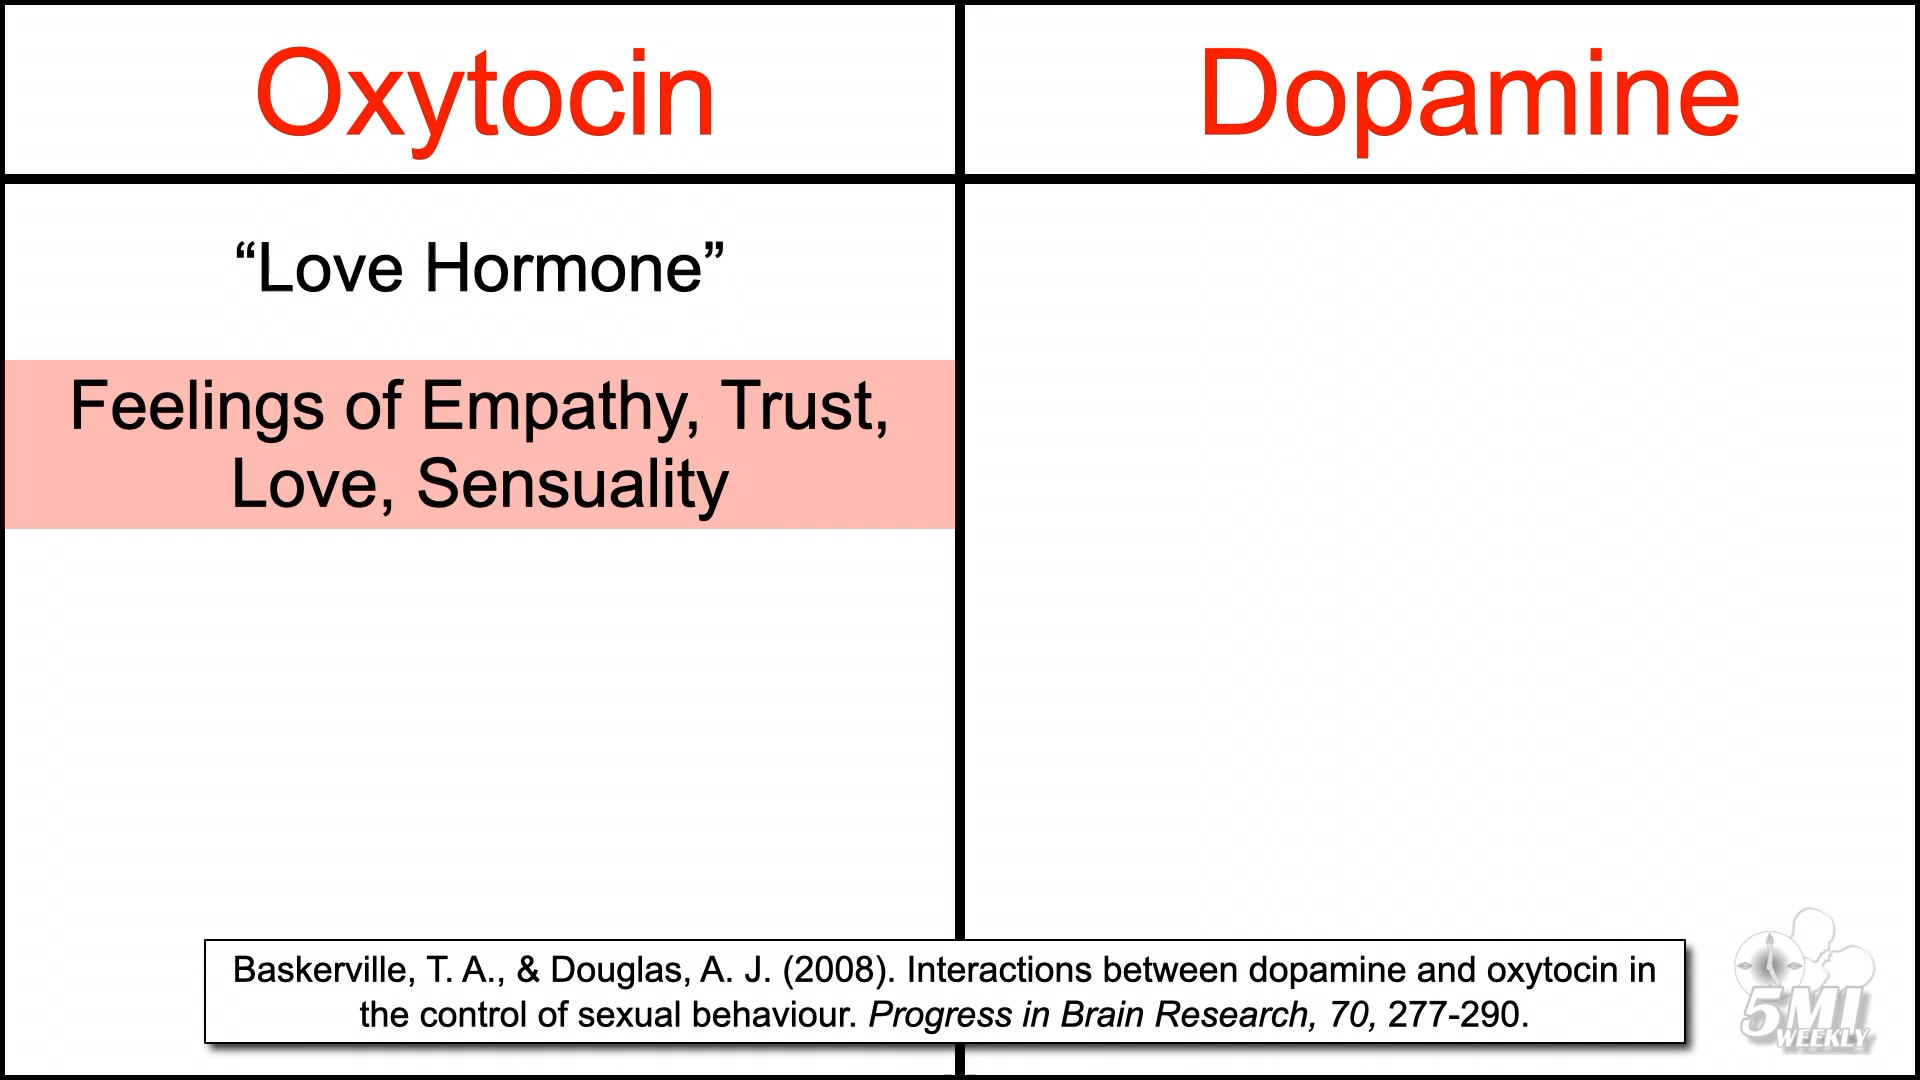 Oxytocin
Dopamine
“Love Hormone”
Feelings of Empathy, Trust,
Love, Sensuality
Baskerville, T. A., & Douglas, A. J. (2008). Interactions between dopamine and oxytocin in
the control of sexual behaviour. Progress in Brain Research, 70, 277-290.
5MI
WEEKLY